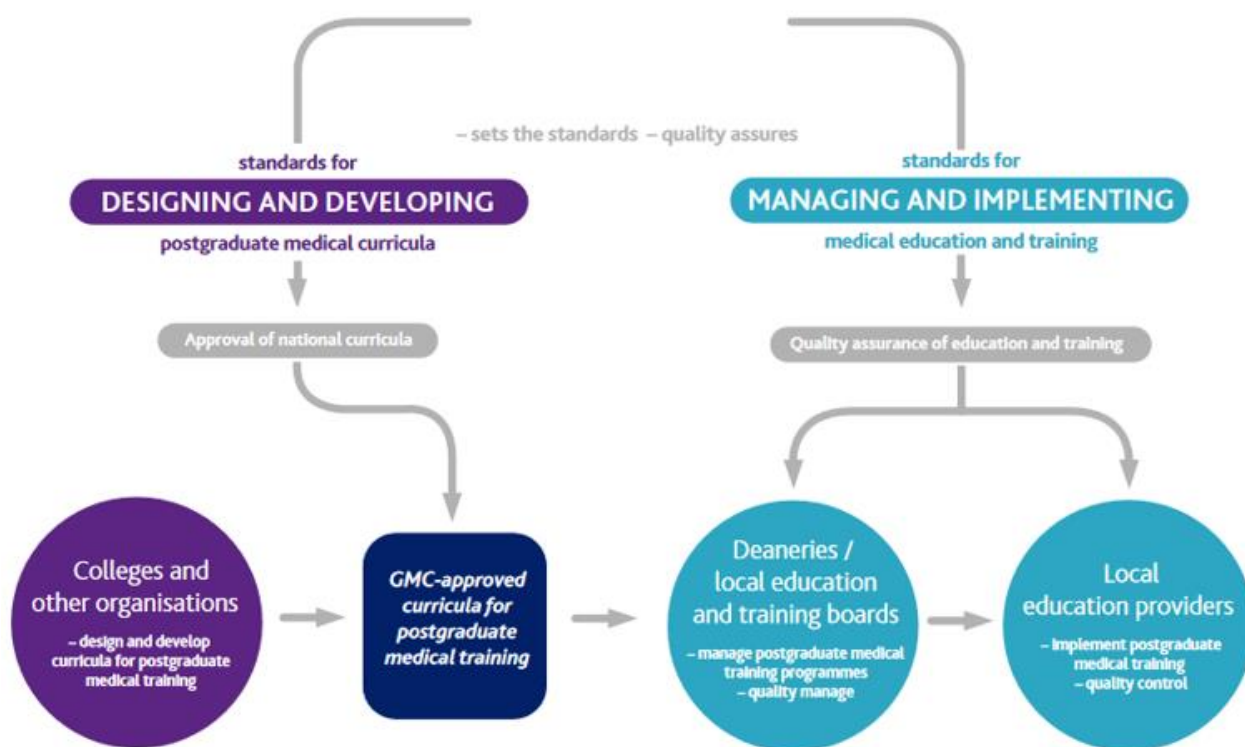 – sets the standards – quality assures
standards for
DESIGNING AND DEVELOPING
postgraduate medical curricula
standards for
MANAGING AND IMPLEMENTING
medical education and training
Approval of national curricula
Quality assurance of education and training
Colleges and
other organisations
– design and develop
curricula for postgraduate
medical training
GMC-approved
curricula for
postgraduate
medical training
Deaneries /
local education
and training boards
– manage postgraduate medical
training programmes
– quality manage
Local
education providers
– implement postgraduate
medical training
– quality control